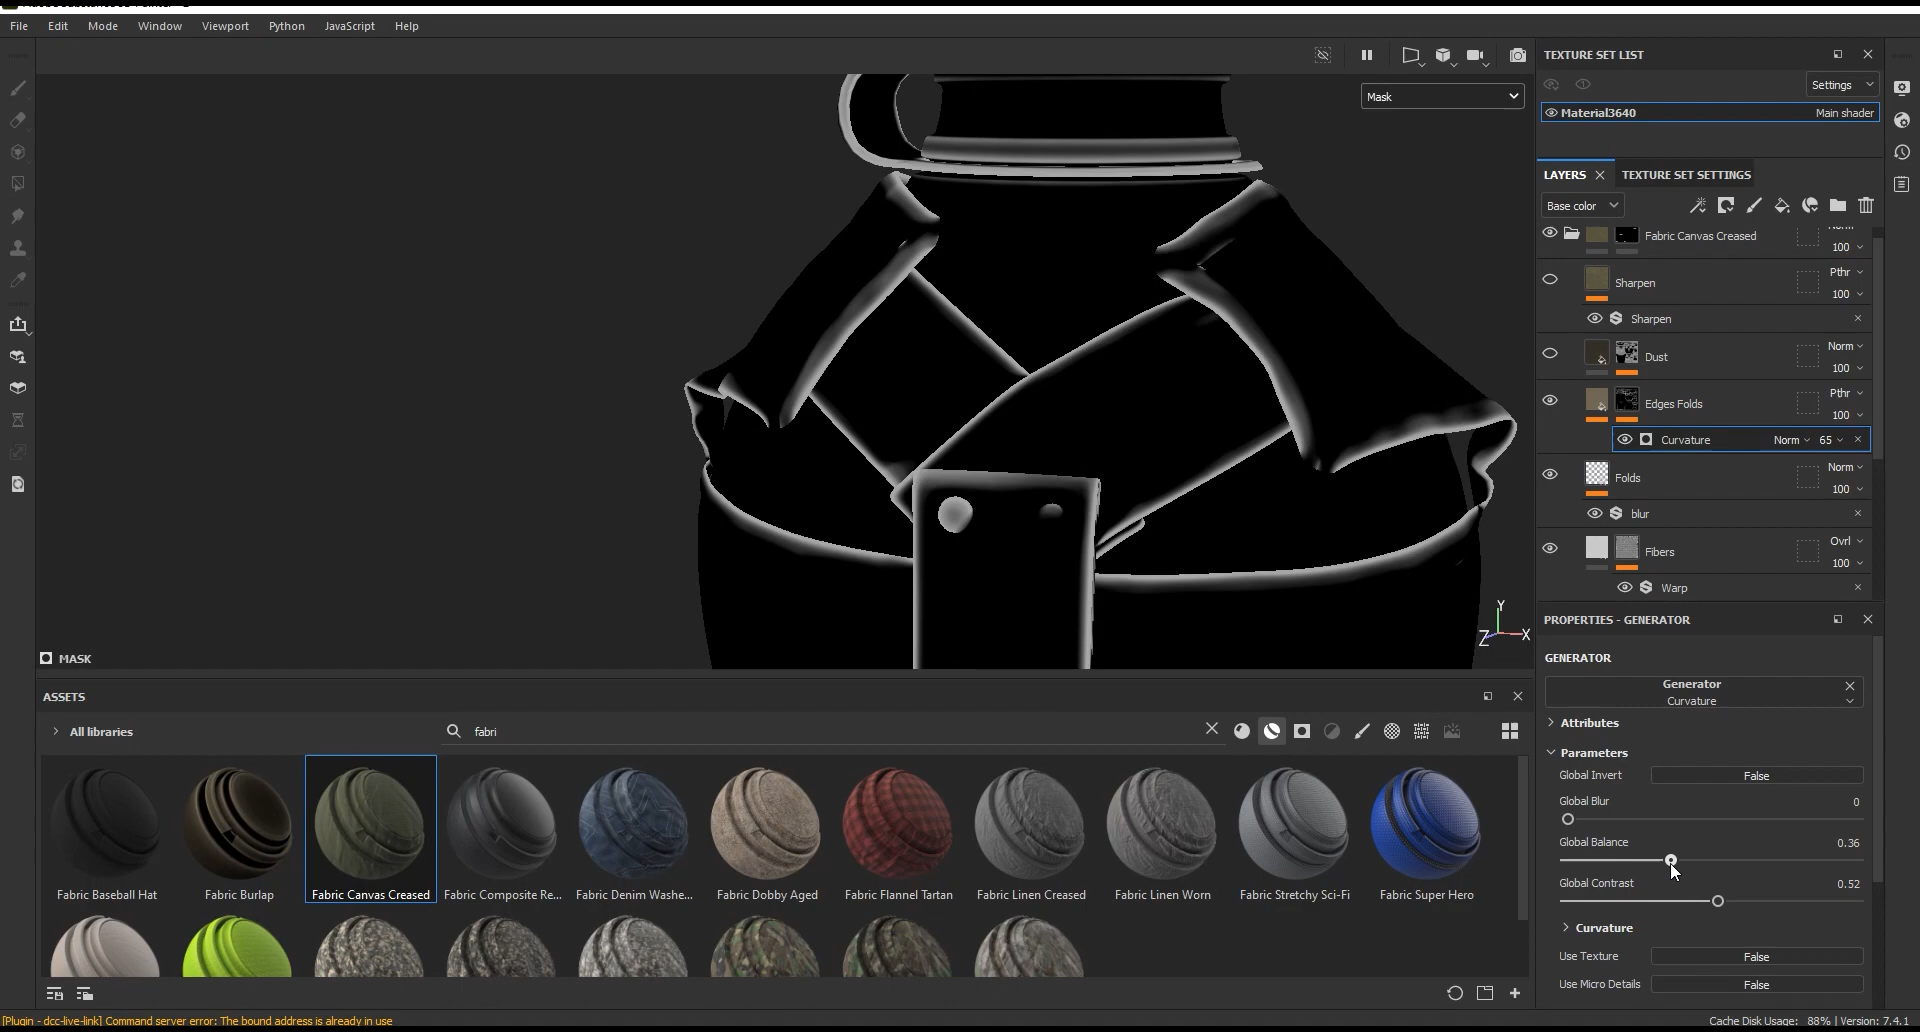 File Edit Mode Window Viewport Python JavaScript Help
TEXTURE SET LIST
Settings
Mask
Material3640 Main shader
LAYERS TEXTURE SET SETTINGS
Base color
Fabric Canvas Creased
100
Sharpen Pthr
100
Sharpen
Dust Norm
100
Edges Folds Pthr
100
Curvature Norm 65
Folds Norm
100
blur
Fibers Ovrl
100
Warp
Y
Z X
MASK
PROPERTIES - GENERATOR
GENERATOR
Generator
Curvature
Attributes
Parameters
Global Invert False
Global Blur 0
Global Balance 0.36
Global Contrast 0.52
Curvature
Use Texture False
Use Micro Details False
ASSETS
All libraries
fabri
Fabric Baseball Hat
Fabric Burlap
Fabric Canvas Creased
Fabric Composite Re...
Fabric Denim Washe...
Fabric Dobby Aged
Fabric Flannel Tartan
Fabric Linen Creased
Fabric Linen Worn
Fabric Stretchy Sci-Fi
Fabric Super Hero
[Plugin - dcc-live-link] Command server error: The bound address is already in use
Cache Disk Usage: 88% | Version: 7.4.1